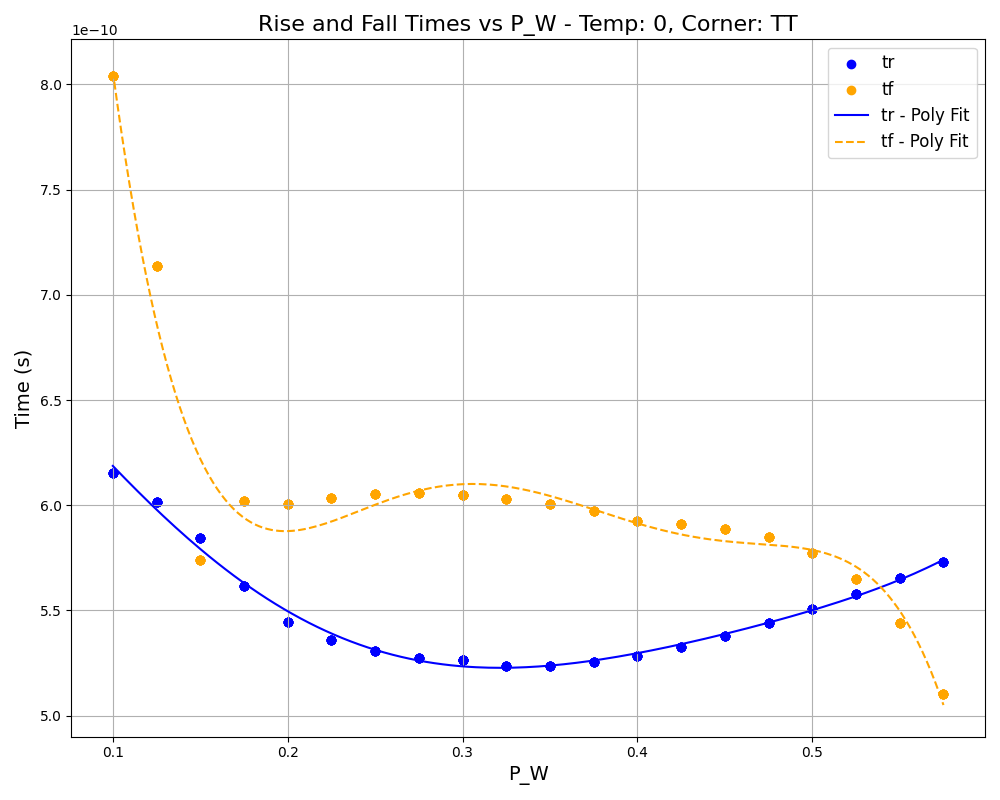 Rise and Fall Times vs P_W - Temp: 0, Corner: TT
1e−10
tr
tf
tr - Poly Fit
tf - Poly Fit
8.0
7.5
7.0
6.5
6.0
5.5
5.0
Time (s)
0.1 0.2 0.3 0.4 0.5
P_W